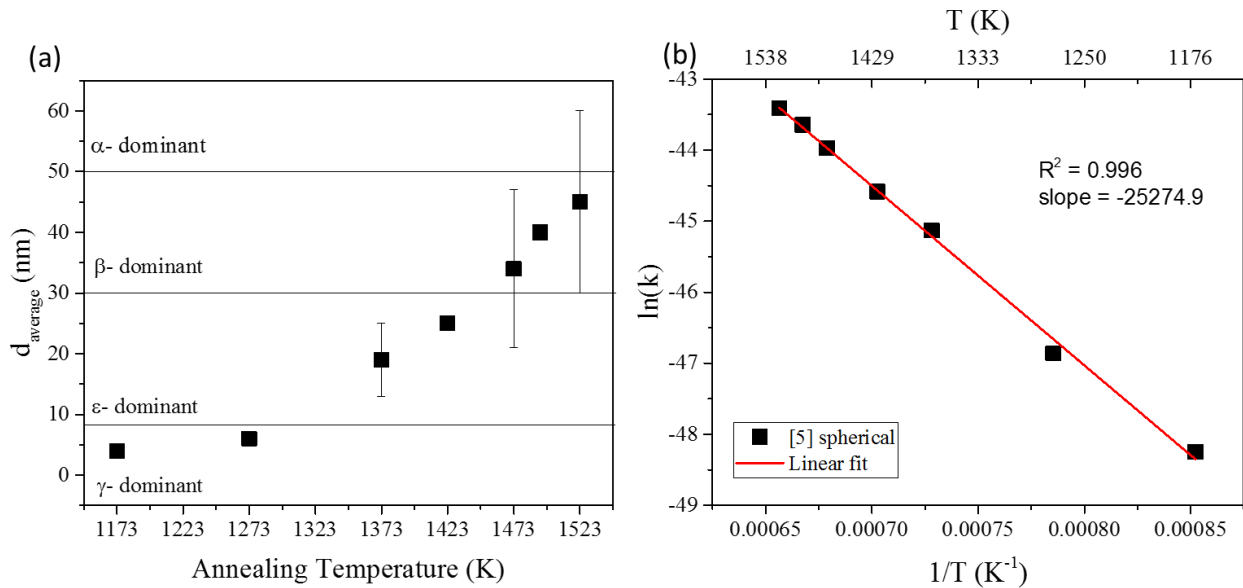 (a)
d_average (nm)
60
50
40
30
20
10
0
α- dominant
β- dominant
ε- dominant
γ- dominant
1173 1223 1273 1323 1373 1423 1473 1523
Annealing Temperature (K)
(b)
T (K)
1538 1429 1333 1250 1176
ln(k)
-43
-44
-45
-46
-47
-48
-49
R² = 0.996
slope = -25274.9
[5] spherical
Linear fit
0.00065 0.00070 0.00075 0.00080 0.00085
1/T (K⁻¹)